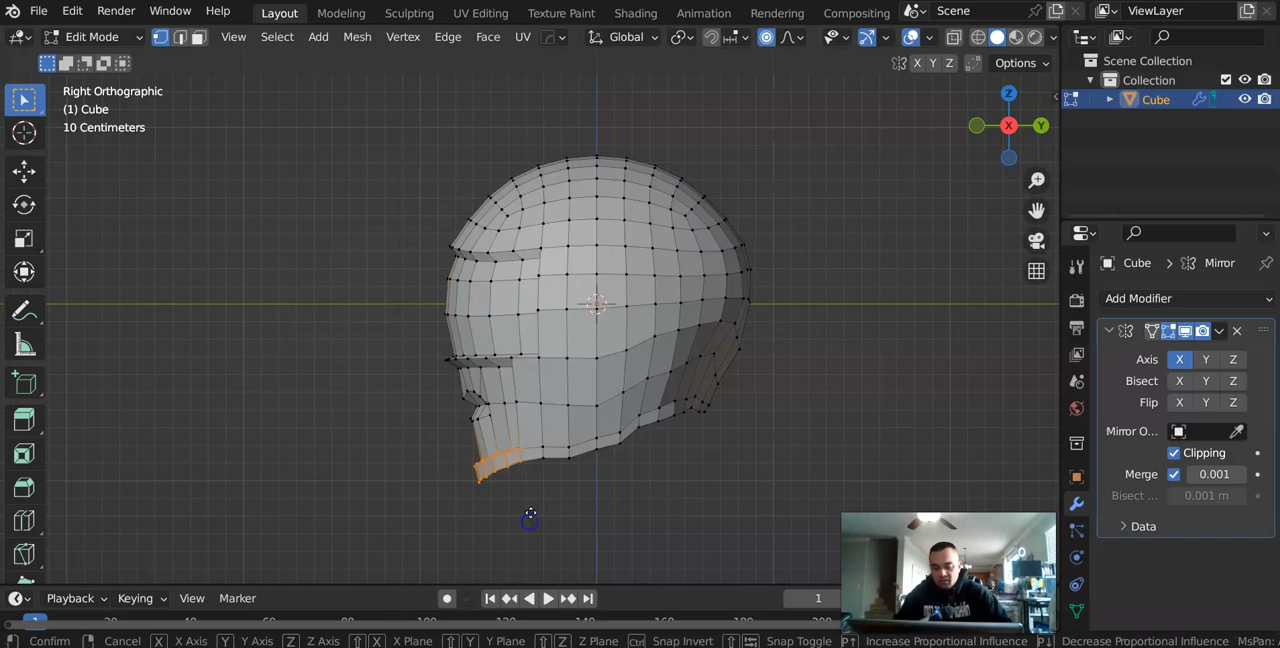 File Edit Render Window Help Layout Modeling Sculpting UV Editing Texture Paint Shading Animation Rendering Compositing Scene ViewLayer
Edit Mode View Select Add Mesh Vertex Edge Face UV Global
X Y Z Options
Right Orthographic
(1) Cube
10 Centimeters
Z
Y
X
Scene Collection
Collection
Cube
Cube > Mirror
Add Modifier
Axis X Y Z
Bisect X Y Z
Flip X Y Z
Mirror O...
Clipping
Merge 0.001
Bisect ... 0.001 m
Data
Playback Keying View Marker 1
Confirm Cancel X X Axis Y Y Axis Z Z Axis X X Plane Y Y Plane Z Z Plane Ctrl Snap Invert Snap Toggle Increase Proportional Influence Decrease Proportional Influence MsPan: